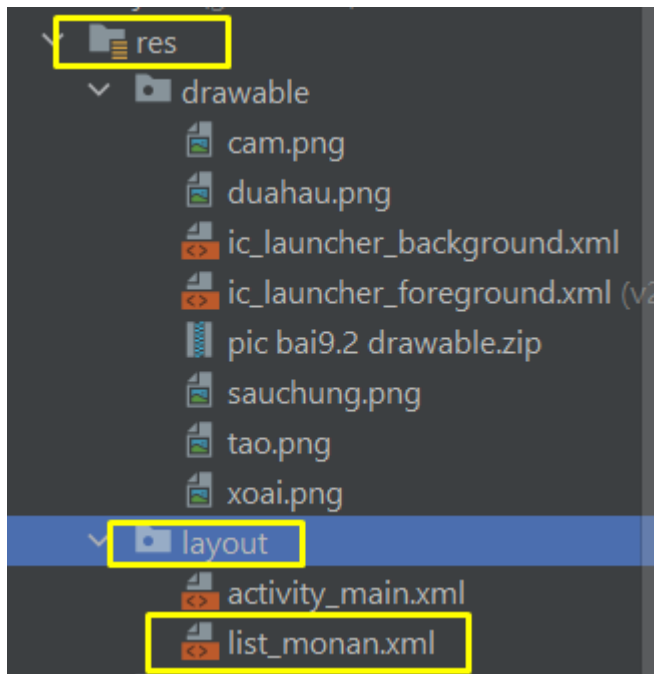 res
drawable
cam.png
duahau.png
ic_launcher_background.xml
ic_launcher_foreground.xml (v2
pic bai9.2 drawable.zip
sauchung.png
tao.png
xoai.png
layout
activity_main.xml
list_monan.xml